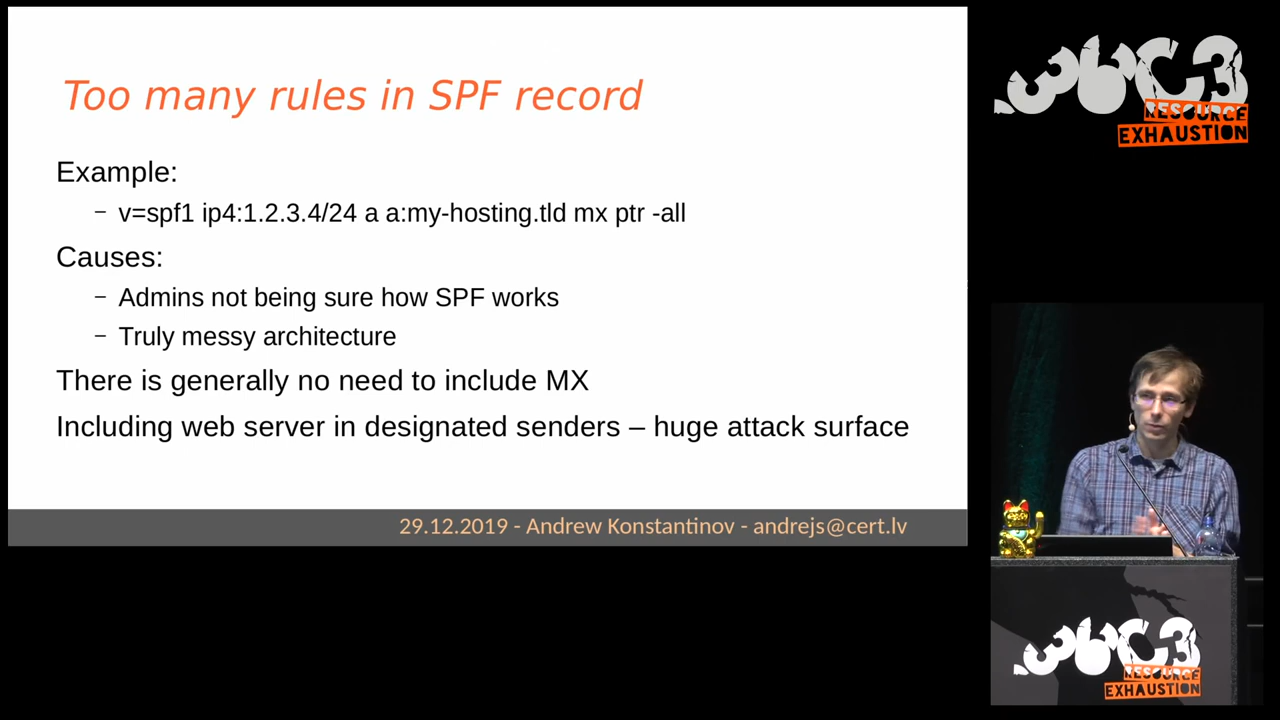 Too many rules in SPF record
Example:
– v=spf1 ip4:1.2.3.4/24 a a:my-hosting.tld mx ptr -all
Causes:
– Admins not being sure how SPF works
– Truly messy architecture
There is generally no need to include MX
Including web server in designated senders – huge attack surface
29.12.2019 - Andrew Konstantinov - andrejs@cert.lv
36C3
RESOURCE
EXHAUSTION
36C3
RESOURCE
EXHAUSTION